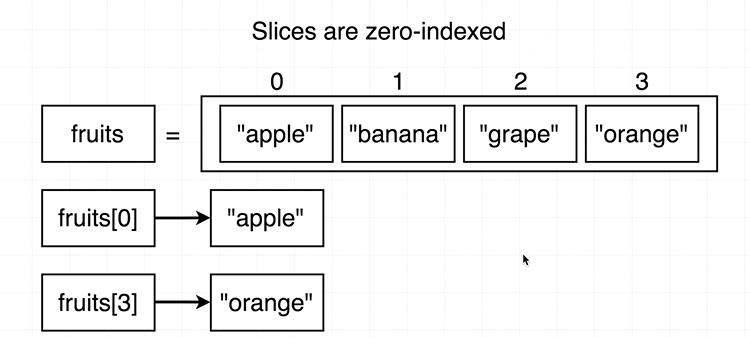 Slices are zero-indexed
0 1 2 3
fruits = "apple" "banana" "grape" "orange"
fruits[0] "apple"
fruits[3] "orange"